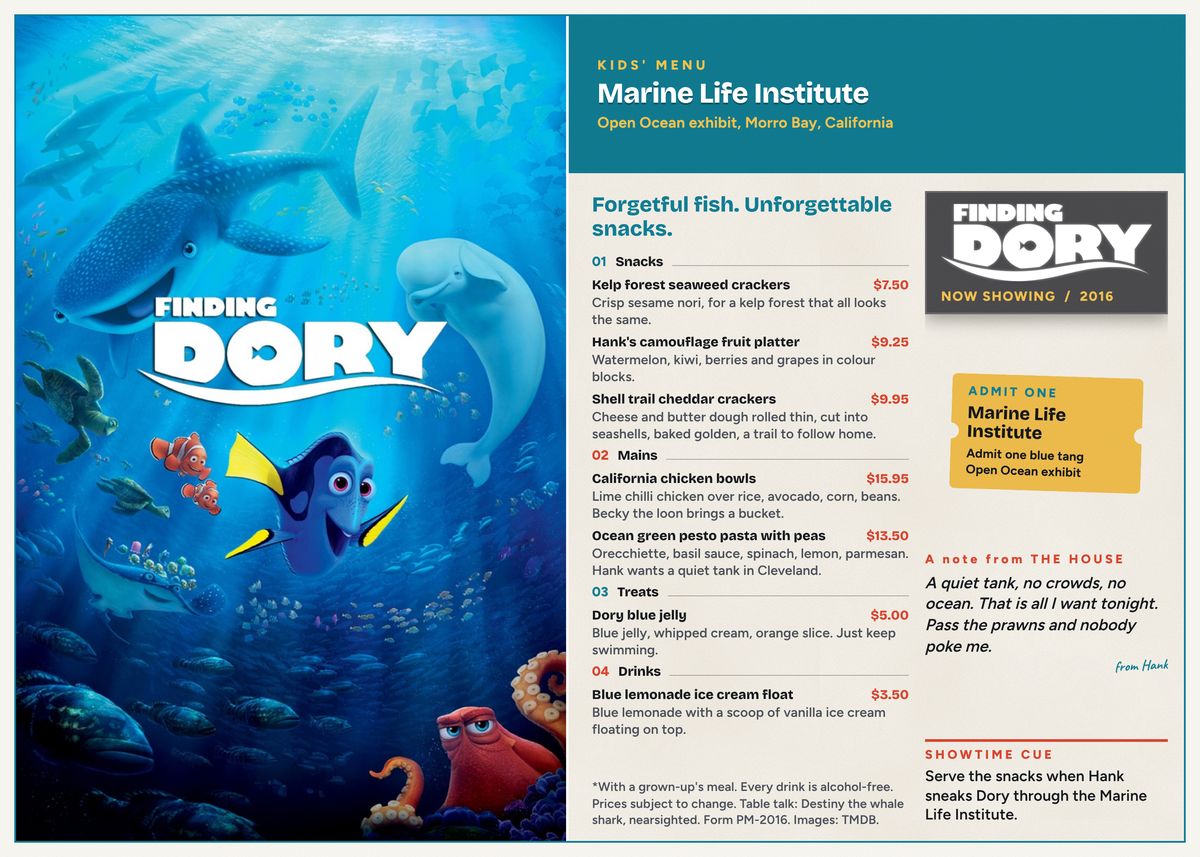 FINDING
DORY
KIDS' MENU
Marine Life Institute
Open Ocean exhibit, Morro Bay, California
Forgetful fish. Unforgettable
snacks.
01 Snacks
Kelp forest seaweed crackers $7.50
Crisp sesame nori, for a kelp forest that all looks
the same.
Hank's camouflage fruit platter $9.25
Watermelon, kiwi, berries and grapes in colour
blocks.
Shell trail cheddar crackers $9.95
Cheese and butter dough rolled thin, cut into
seashells, baked golden, a trail to follow home.
02 Mains
California chicken bowls $15.95
Lime chilli chicken over rice, avocado, corn, beans.
Becky the loon brings a bucket.
Ocean green pesto pasta with peas $13.50
Orecchiette, basil sauce, spinach, lemon, parmesan.
Hank wants a quiet tank in Cleveland.
03 Treats
Dory blue jelly $5.00
Blue jelly, whipped cream, orange slice. Just keep
swimming.
04 Drinks
Blue lemonade ice cream float $3.50
Blue lemonade with a scoop of vanilla ice cream
floating on top.
*With a grown-up's meal. Every drink is alcohol-free.
Prices subject to change. Table talk: Destiny the whale
shark, nearsighted. Form PM-2016. Images: TMDB.
FINDING
DORY
NOW SHOWING / 2016
ADMIT ONE
Marine Life
Institute
Admit one blue tang
Open Ocean exhibit
A note from THE HOUSE
A quiet tank, no crowds, no
ocean. That is all I want tonight.
Pass the prawns and nobody
poke me.
from Hank
SHOWTIME CUE
Serve the snacks when Hank
sneaks Dory through the Marine
Life Institute.